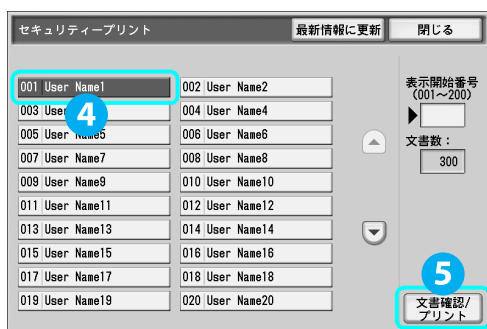 セキュリティープリント
最新情報に更新
閉じる
001 User Name1
002 User Name2
表示開始番号
(001～200)
003 User
4
004 User Name4
005 User Name5
006 User Name6
文書数：
300
007 User Name7
008 User Name8
009 User Name9
010 User Name10
011 User Name11
012 User Name12
013 User Name13
014 User Name14
015 User Name15
016 User Name16
017 User Name17
018 User Name18
5
019 User Name19
020 User Name20
文書確認/
プリント